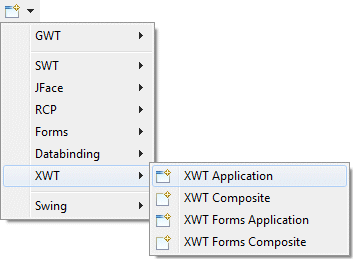 GWT
SWT
JFace
RCP
Forms
Databinding
XWT
Swing
XWT Application
XWT Composite
XWT Forms Application
XWT Forms Composite